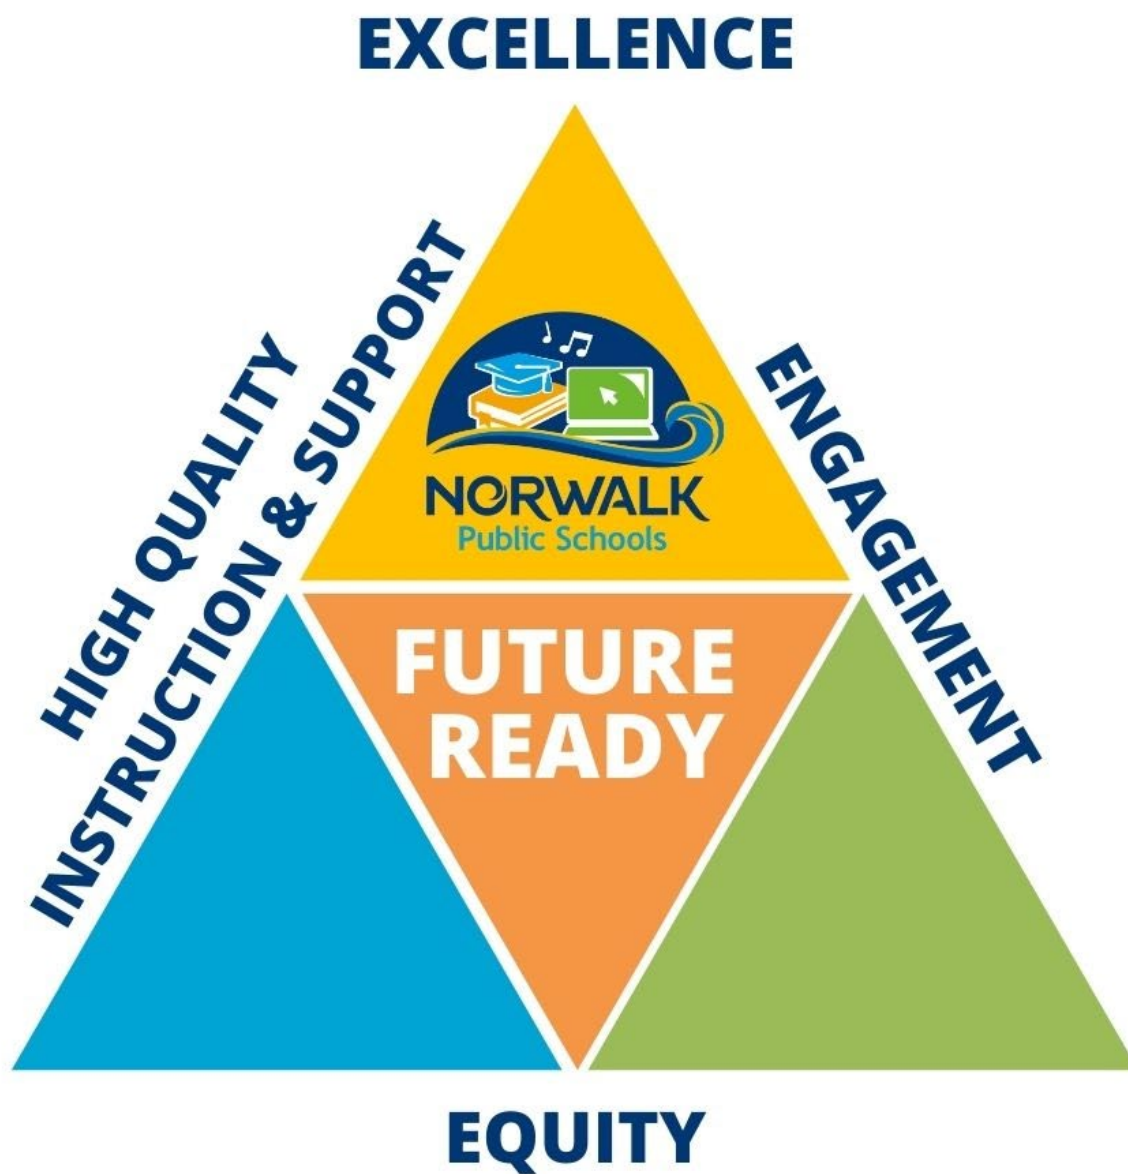 EXCELLENCE
HIGH QUALITY
INSTRUCTION & SUPPORT
ENGAGEMENT
NORWALK
Public Schools
FUTURE
READY
EQUITY